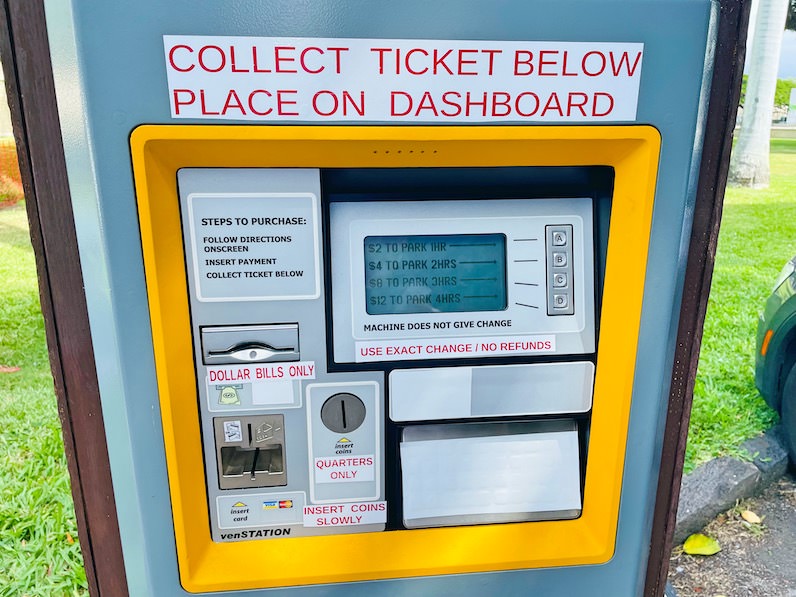 COLLECT TICKET BELOW
PLACE ON DASHBOARD
STEPS TO PURCHASE:
FOLLOW DIRECTIONS
ONSCREEN
INSERT PAYMENT
COLLECT TICKET BELOW
$2 TO PARK 1HR
$4 TO PARK 2HRS
$8 TO PARK 3HRS
$12 TO PARK 4HRS
A
B
C
D
MACHINE DOES NOT GIVE CHANGE
USE EXACT CHANGE / NO REFUNDS
DOLLAR BILLS ONLY
insert
coins
QUARTERS
ONLY
insert
card
VISA
MasterCard
INSERT COINS
SLOWLY
venSTATION